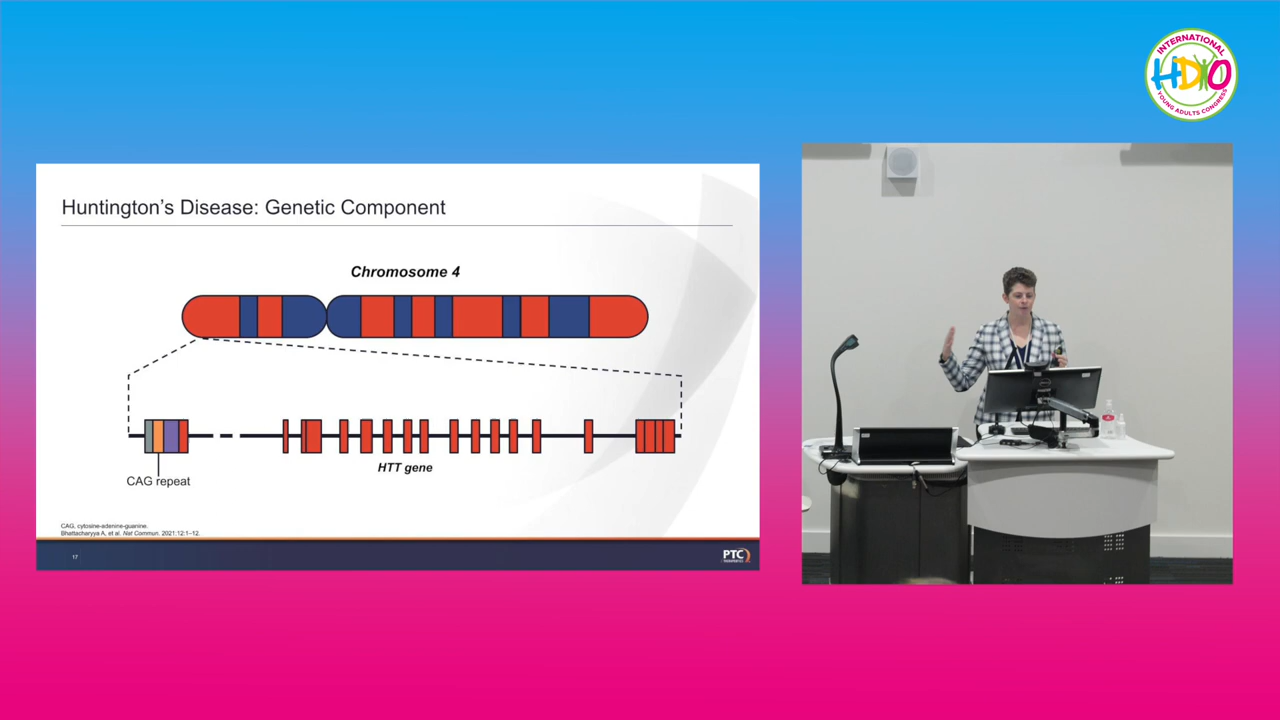 INTERNATIONAL
HDYO
YOUNG ADULTS CONGRESS
Huntington's Disease: Genetic Component
Chromosome 4
HTT gene
CAG repeat
CAG, cytosine-adenine-guanine.
Bhattacharyya A, et al. Nat Commun. 2021;12:1–12.
17
PTC
THERAPEUTICS